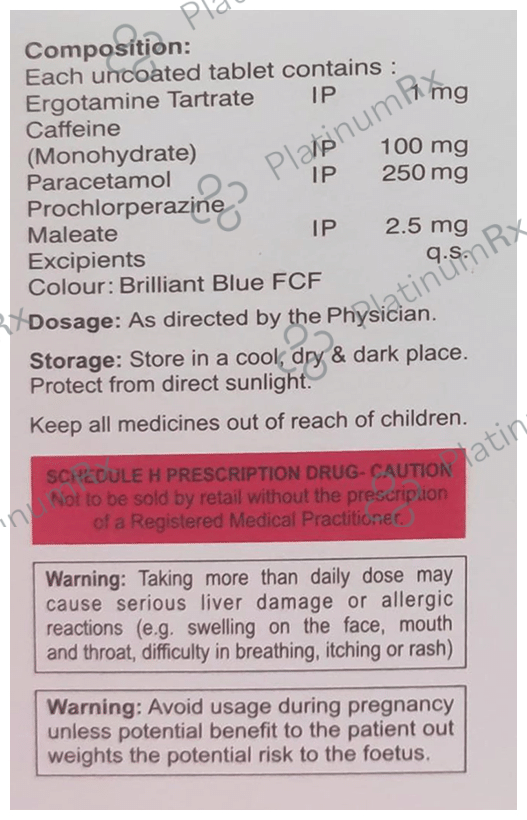 Composition:
Each uncoated tablet contains :
Ergotamine Tartrate IP 1 mg
Caffeine
(Monohydrate) IP 100 mg
Paracetamol IP 250 mg
Prochlorperazine
Maleate IP 2.5 mg
Excipients q.s.
Colour: Brilliant Blue FCF
Dosage: As directed by the Physician.
Storage: Store in a cool, dry & dark place.
Protect from direct sunlight.
Keep all medicines out of reach of children.
SCHEDULE H PRESCRIPTION DRUG- CAUTION
Not to be sold by retail without the prescription
of a Registered Medical Practitioner.
Warning: Taking more than daily dose may
cause serious liver damage or allergic
reactions (e.g. swelling on the face, mouth
and throat, difficulty in breathing, itching or rash)
Warning: Avoid usage during pregnancy
unless potential benefit to the patient out
weights the potential risk to the foetus.
PlatinumRx
PlatinumRx